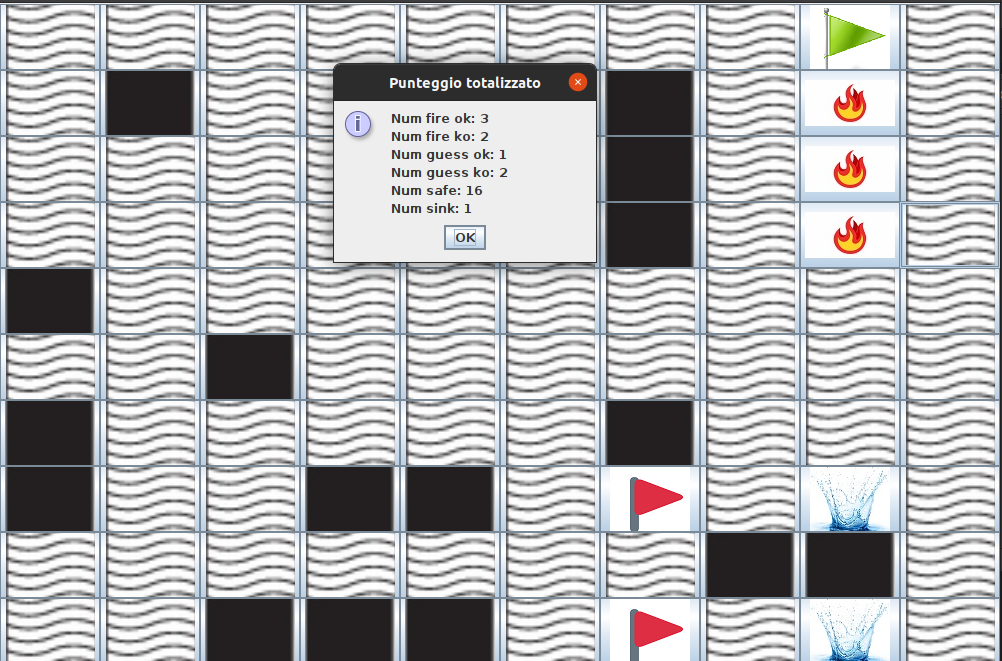 Punteggio totalizzato
Num fire ok: 3
Num fire ko: 2
Num guess ok: 1
Num guess ko: 2
Num safe: 16
Num sink: 1
OK